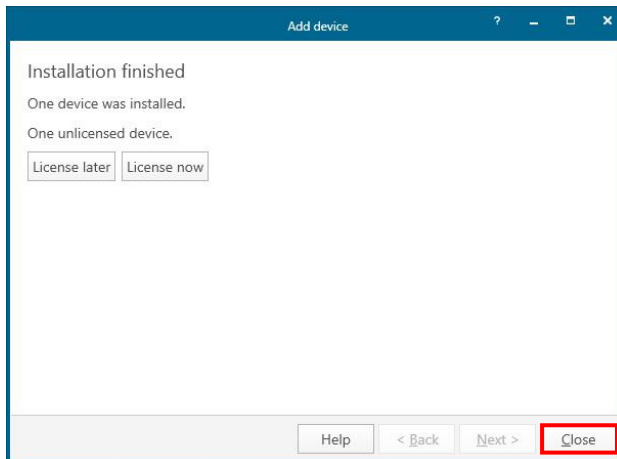 Add device
Installation finished
One device was installed.
One unlicensed device.
License later License now
Help < Back Next > Close